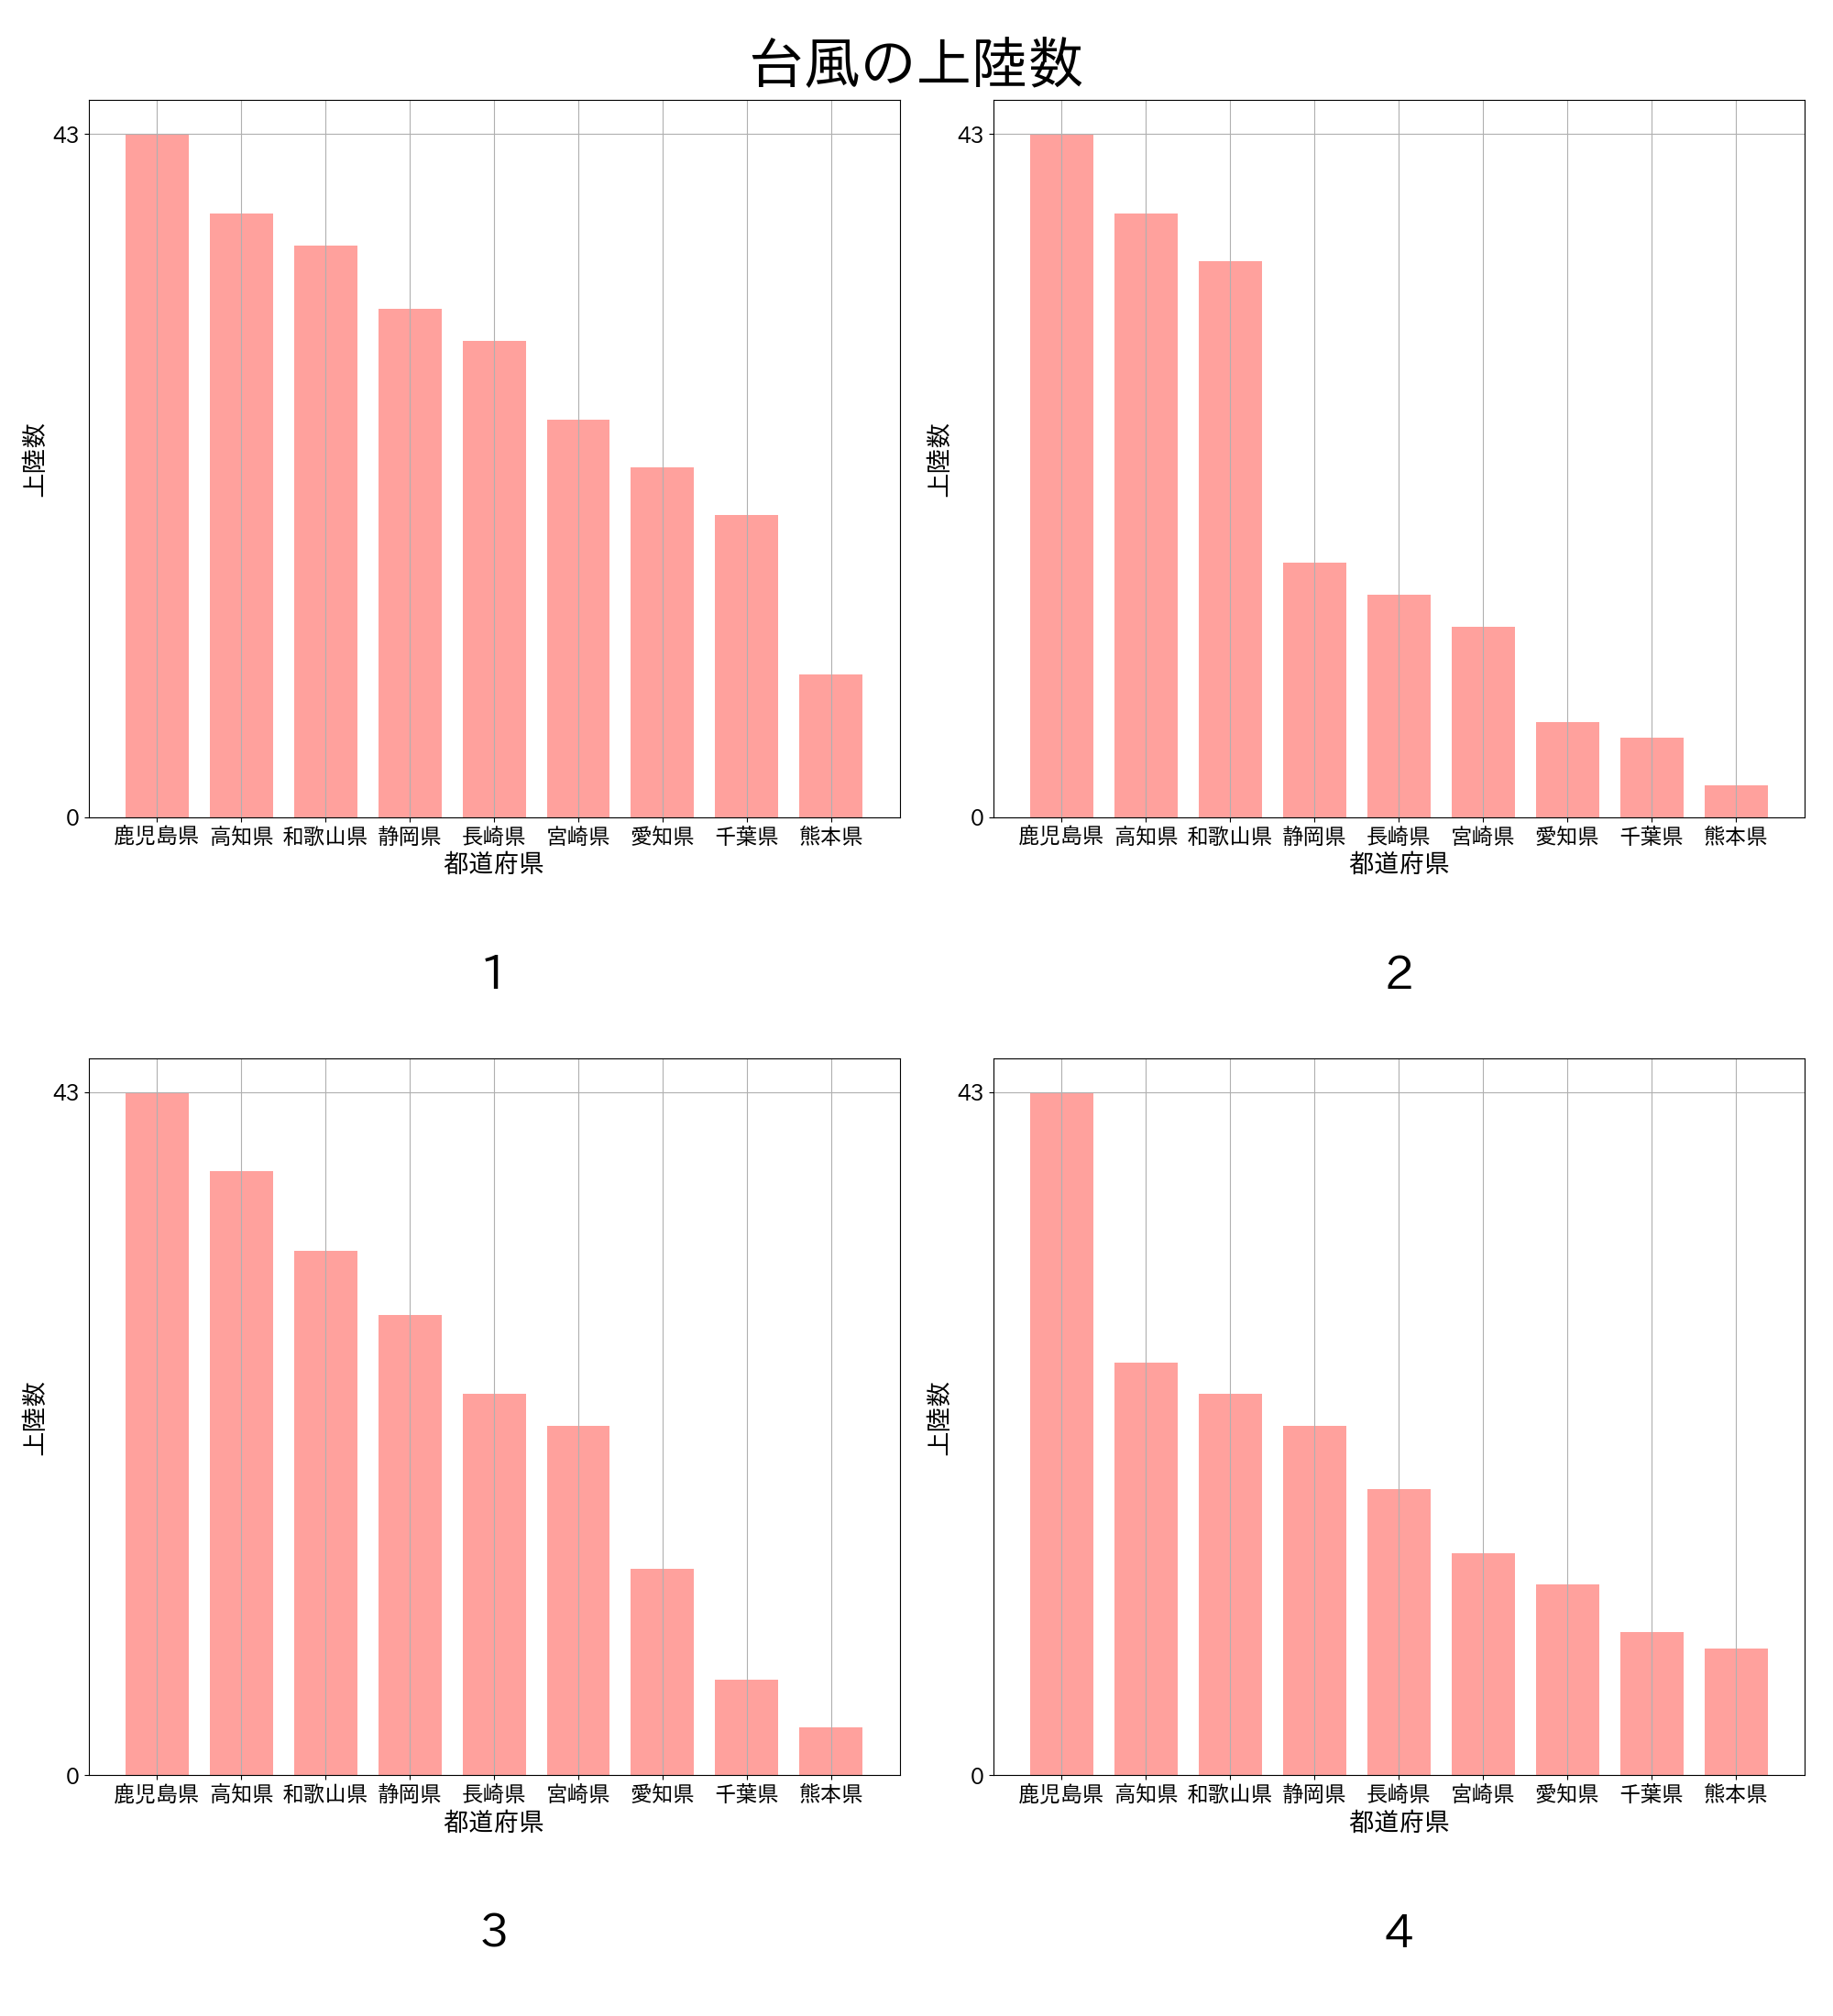 台風の上陸数
43
0
上陸数
鹿児島県 高知県 和歌山県 静岡県 長崎県 宮崎県 愛知県 千葉県 熊本県
都道府県
1
43
0
上陸数
鹿児島県 高知県 和歌山県 静岡県 長崎県 宮崎県 愛知県 千葉県 熊本県
都道府県
2
43
0
上陸数
鹿児島県 高知県 和歌山県 静岡県 長崎県 宮崎県 愛知県 千葉県 熊本県
都道府県
3
43
0
上陸数
鹿児島県 高知県 和歌山県 静岡県 長崎県 宮崎県 愛知県 千葉県 熊本県
都道府県
4